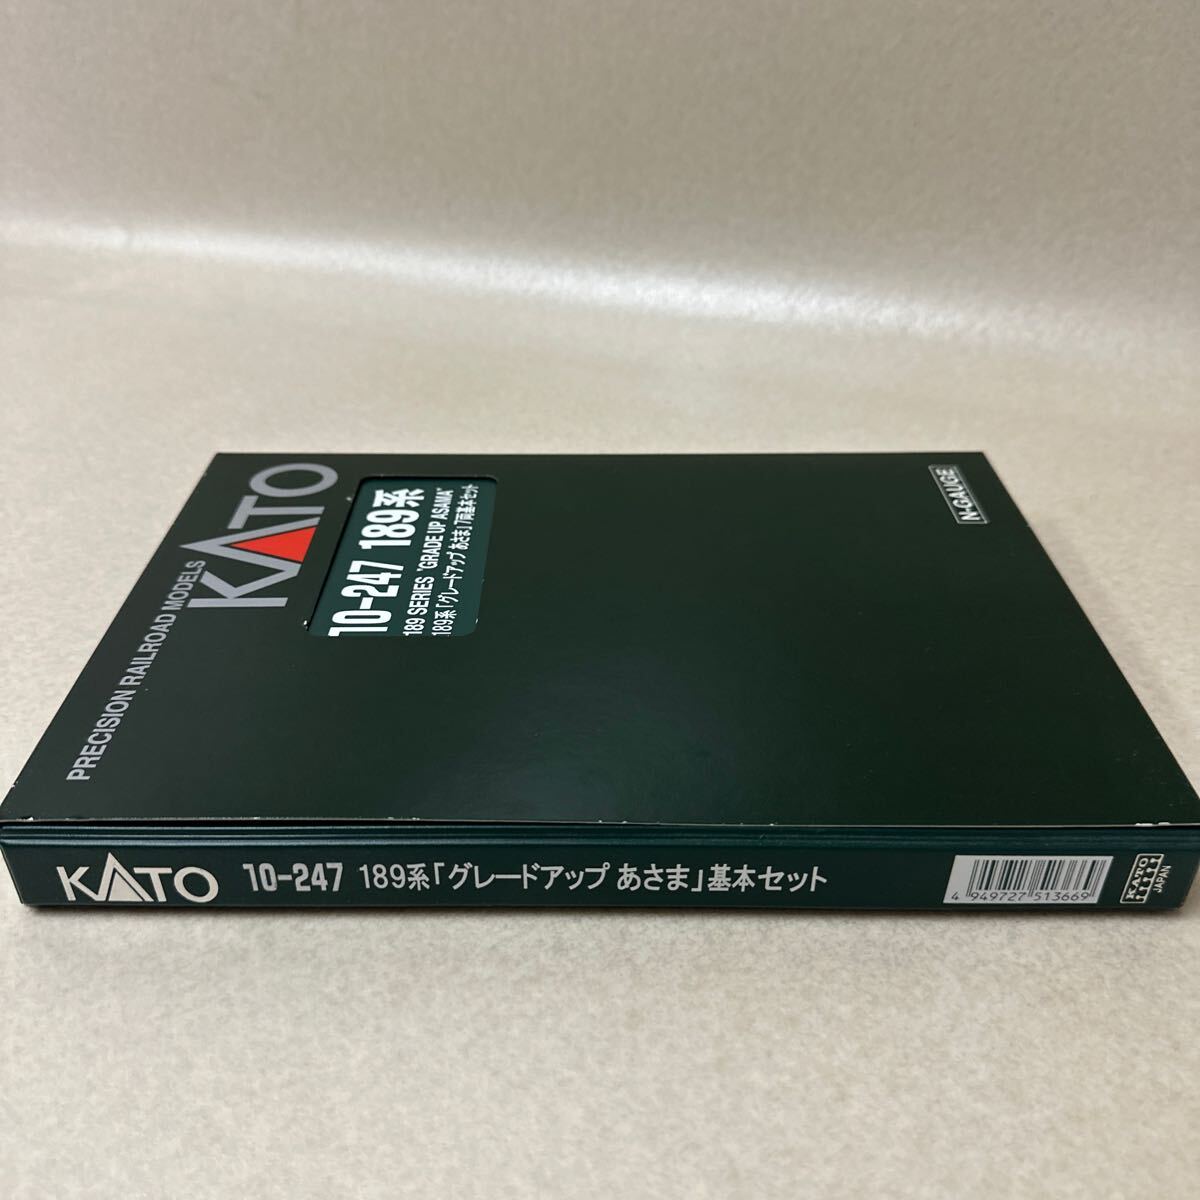 PRECISION RAILROAD MODELS
KATO
10-247 189系
189 SERIES "GRADE UP ASAMA"
189系「グレードアップ あさま」7両基本セット
N-GAUGE
KATO 10-247 189系「グレードアップ あさま」基本セット
4 949727 513669
KATO
JAPAN